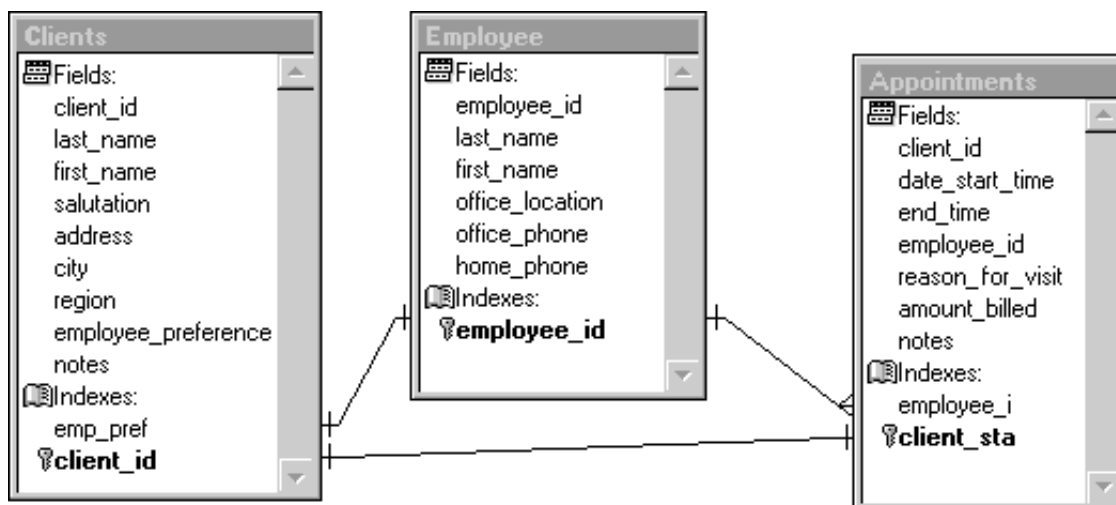 Clients
Fields:
client_id
last_name
first_name
salutation
address
city
region
employee_preference
notes
Indexes:
emp_pref
client_id
Employee
Fields:
employee_id
last_name
first_name
office_location
office_phone
home_phone
Indexes:
employee_id
Appointments
Fields:
client_id
date_start_time
end_time
employee_id
reason_for_visit
amount_billed
notes
Indexes:
employee_i
client_sta